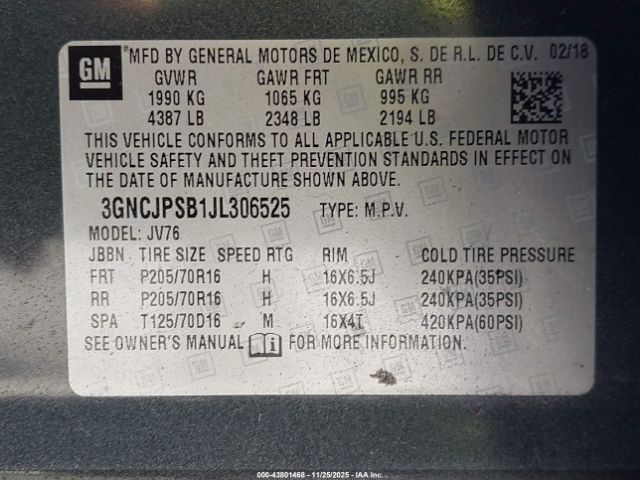 GM
*MFD BY GENERAL MOTORS DE MEXICO, S. DE R.L. DE C.V. 02/18
GVWR GAWR FRT GAWR RR
1990 KG 1065 KG 995 KG
4387 LB 2348 LB 2194 LB
THIS VEHICLE CONFORMS TO ALL APPLICABLE U.S. FEDERAL MOTOR
VEHICLE SAFETY AND THEFT PREVENTION STANDARDS IN EFFECT ON
THE DATE OF MANUFACTURE SHOWN ABOVE.
3GNCJPSB1JL306525 TYPE: M.P.V.
MODEL: JV76
JBBN TIRE SIZE SPEED RTG RIM COLD TIRE PRESSURE
FRT P205/70R16 H 16X6.5J 240KPA(35PSI)
RR P205/70R16 H 16X6.5J 240KPA(35PSI)
SPA T125/70D16 M 16X4T 420KPA(60PSI)
SEE OWNER'S MANUAL FOR MORE INFORMATION.
000-43801468 - 11/25/2025 - Copyright IAA, LLC